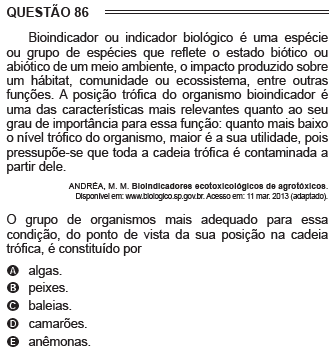 QUESTÃO 86
Bioindicador ou indicador biológico é uma espécie
ou grupo de espécies que reflete o estado biótico ou
abiótico de um meio ambiente, o impacto produzido sobre
um hábitat, comunidade ou ecossistema, entre outras
funções. A posição trófica do organismo bioindicador é
uma das características mais relevantes quanto ao seu
grau de importância para essa função: quanto mais baixo
o nível trófico do organismo, maior é a sua utilidade, pois
pressupõe-se que toda a cadeia trófica é contaminada a
partir dele.
ANDRÉA, M. M. Bioindicadores ecotoxicológicos de agrotóxicos.
Disponível em: www.biologico.sp.gov.br. Acesso em: 11 mar. 2013 (adaptado).
O grupo de organismos mais adequado para essa
condição, do ponto de vista da sua posição na cadeia
trófica, é constituído por
A algas.
B peixes.
C baleias.
D camarões.
E anêmonas.